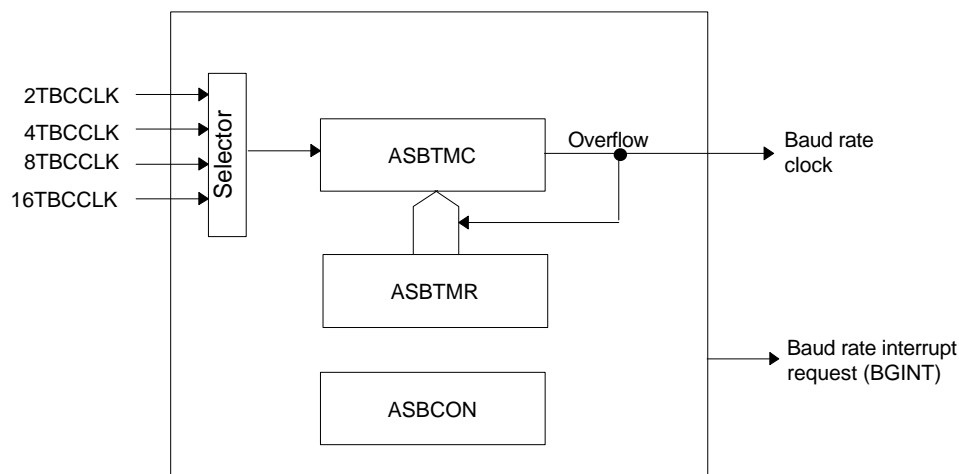 2TBCCLK
4TBCCLK
8TBCCLK
16TBCCLK
Selector
ASBTMC
Overflow
Baud rate
clock
ASBTMR
Baud rate interrupt
request (BGINT)
ASBCON